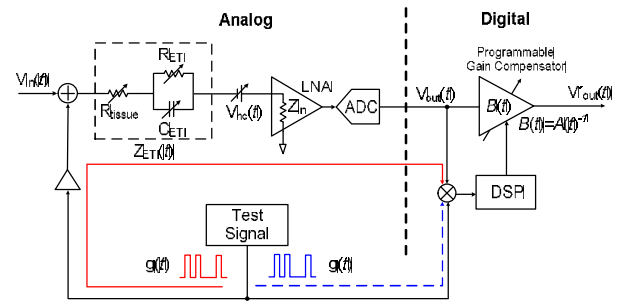 Analog
Digital
Programmable
Gain Compensator
Vin(t)
RETI
Rtissue
CETI
ZETI(t)
Vhc(t)
LNA
Zin
ADC
Vout(t)
B(t)
V'out(t)
B(t)=A(t)⁻¹
DSP
Test
Signal
g(t)
g(t)